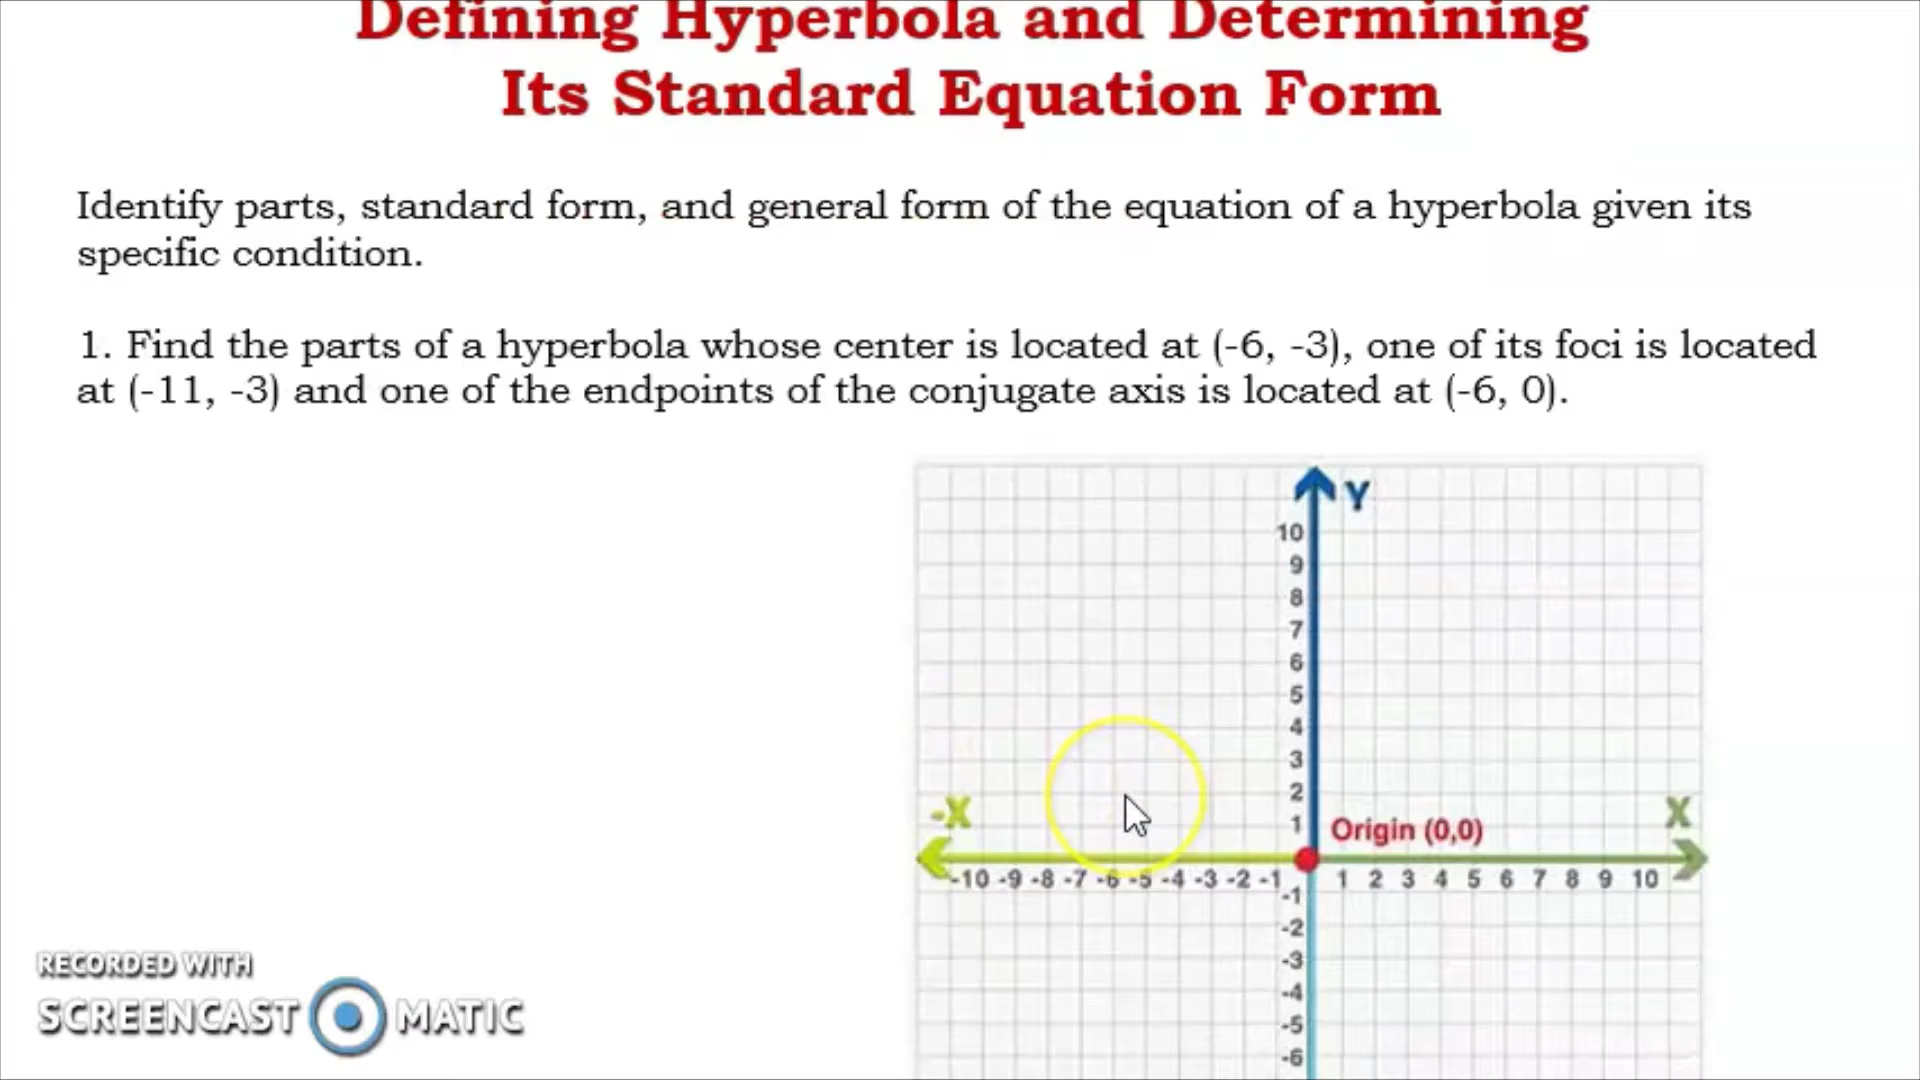 Defining Hyperbola and Determining
Its Standard Equation Form
Identify parts, standard form, and general form of the equation of a hyperbola given its
specific condition.
1. Find the parts of a hyperbola whose center is located at (-6, -3), one of its foci is located
at (-11, -3) and one of the endpoints of the conjugate axis is located at (-6, 0).
Y
10
9
8
7
6
5
4
3
2
1
-X
X
Origin (0,0)
-10 -9 -8 -7 -6 -5 -4 -3 -2 -1 1 2 3 4 5 6 7 8 9 10
-1
-2
-3
-4
-5
-6
RECORDED WITH
SCREENCAST MATIC